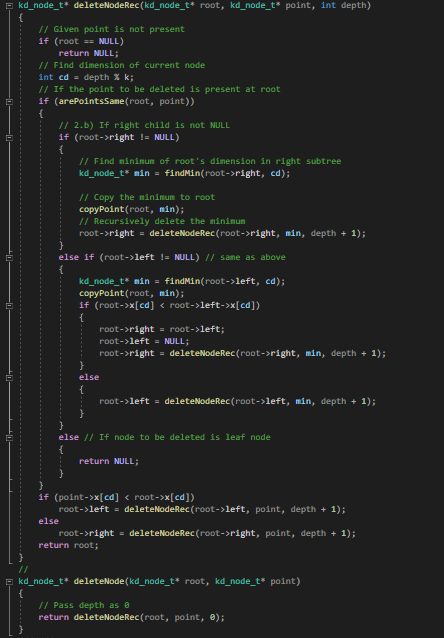 kd_node_t* deleteNodeRec(kd_node_t* root, kd_node_t* point, int depth)
{
// Given point is not present
if (root == NULL)
return NULL;
// Find dimension of current node
int cd = depth % k;
// If the point to be deleted is present at root
if (arePointsSame(root, point))
{
// 2.b) If right child is not NULL
if (root->right != NULL)
{
// Find minimum of root's dimension in right subtree
kd_node_t* min = findMin(root->right, cd);
// Copy the minimum to root
copyPoint(root, min);
// Recursively delete the minimum
root->right = deleteNodeRec(root->right, min, depth + 1);
}
else if (root->left != NULL) // same as above
{
kd_node_t* min = findMin(root->left, cd);
copyPoint(root, min);
if (root->x[cd] < root->left->x[cd])
{
root->right = root->left;
root->left = NULL;
root->right = deleteNodeRec(root->right, min, depth + 1);
}
else
{
root->left = deleteNodeRec(root->left, min, depth + 1);
}
}
else // If node to be deleted is leaf node
{
return NULL;
}
}
if (point->x[cd] < root->x[cd])
root->left = deleteNodeRec(root->left, point, depth + 1);
else
root->right = deleteNodeRec(root->right, point, depth + 1);
return root;
}
//
kd_node_t* deleteNode(kd_node_t* root, kd_node_t* point)
{
// Pass depth as 0
return deleteNodeRec(root, point, 0);
}